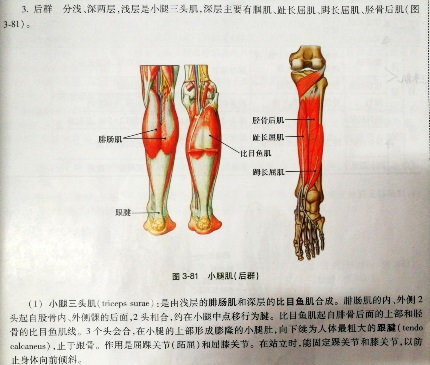 3. 后群 分浅、深两层,浅层是小腿三头肌,深层主要有腘肌、趾长屈肌、踇长屈肌、胫骨后肌(图
3-81)。
腓肠肌
跟腱
比目鱼肌
胫骨后肌
趾长屈肌
踇长屈肌
图 3-81 小腿肌(后群)
(1) 小腿三头肌(triceps surae):是由浅层的腓肠肌和深层的比目鱼肌合成。腓肠肌的内、外侧 2
头起自股骨内、外侧髁的后面,2 头相合,约在小腿中点移行为腱。比目鱼肌起自腓骨后面的上部和胫
骨的比目鱼肌线。3 个头会合,在小腿的上部形成膨隆的小腿肚,向下续为人体最粗大的跟腱(tendo
calcaneus),止于跟骨。作用是屈踝关节(跖屈)和屈膝关节。在站立时,能固定踝关节和膝关节,以防
止身体向前倾斜。